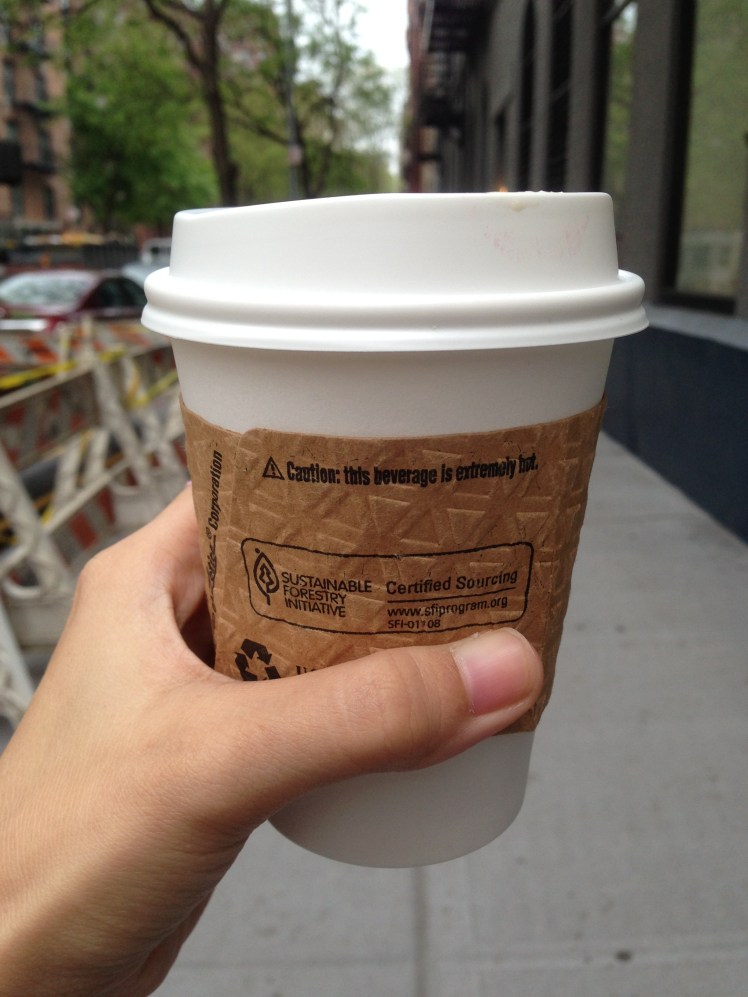 Caution: this beverage is extremely hot.
Corporation
SUSTAINABLE
FORESTRY
INITIATIVE
Certified Sourcing
www.sfiprogram.org
SFI-01108